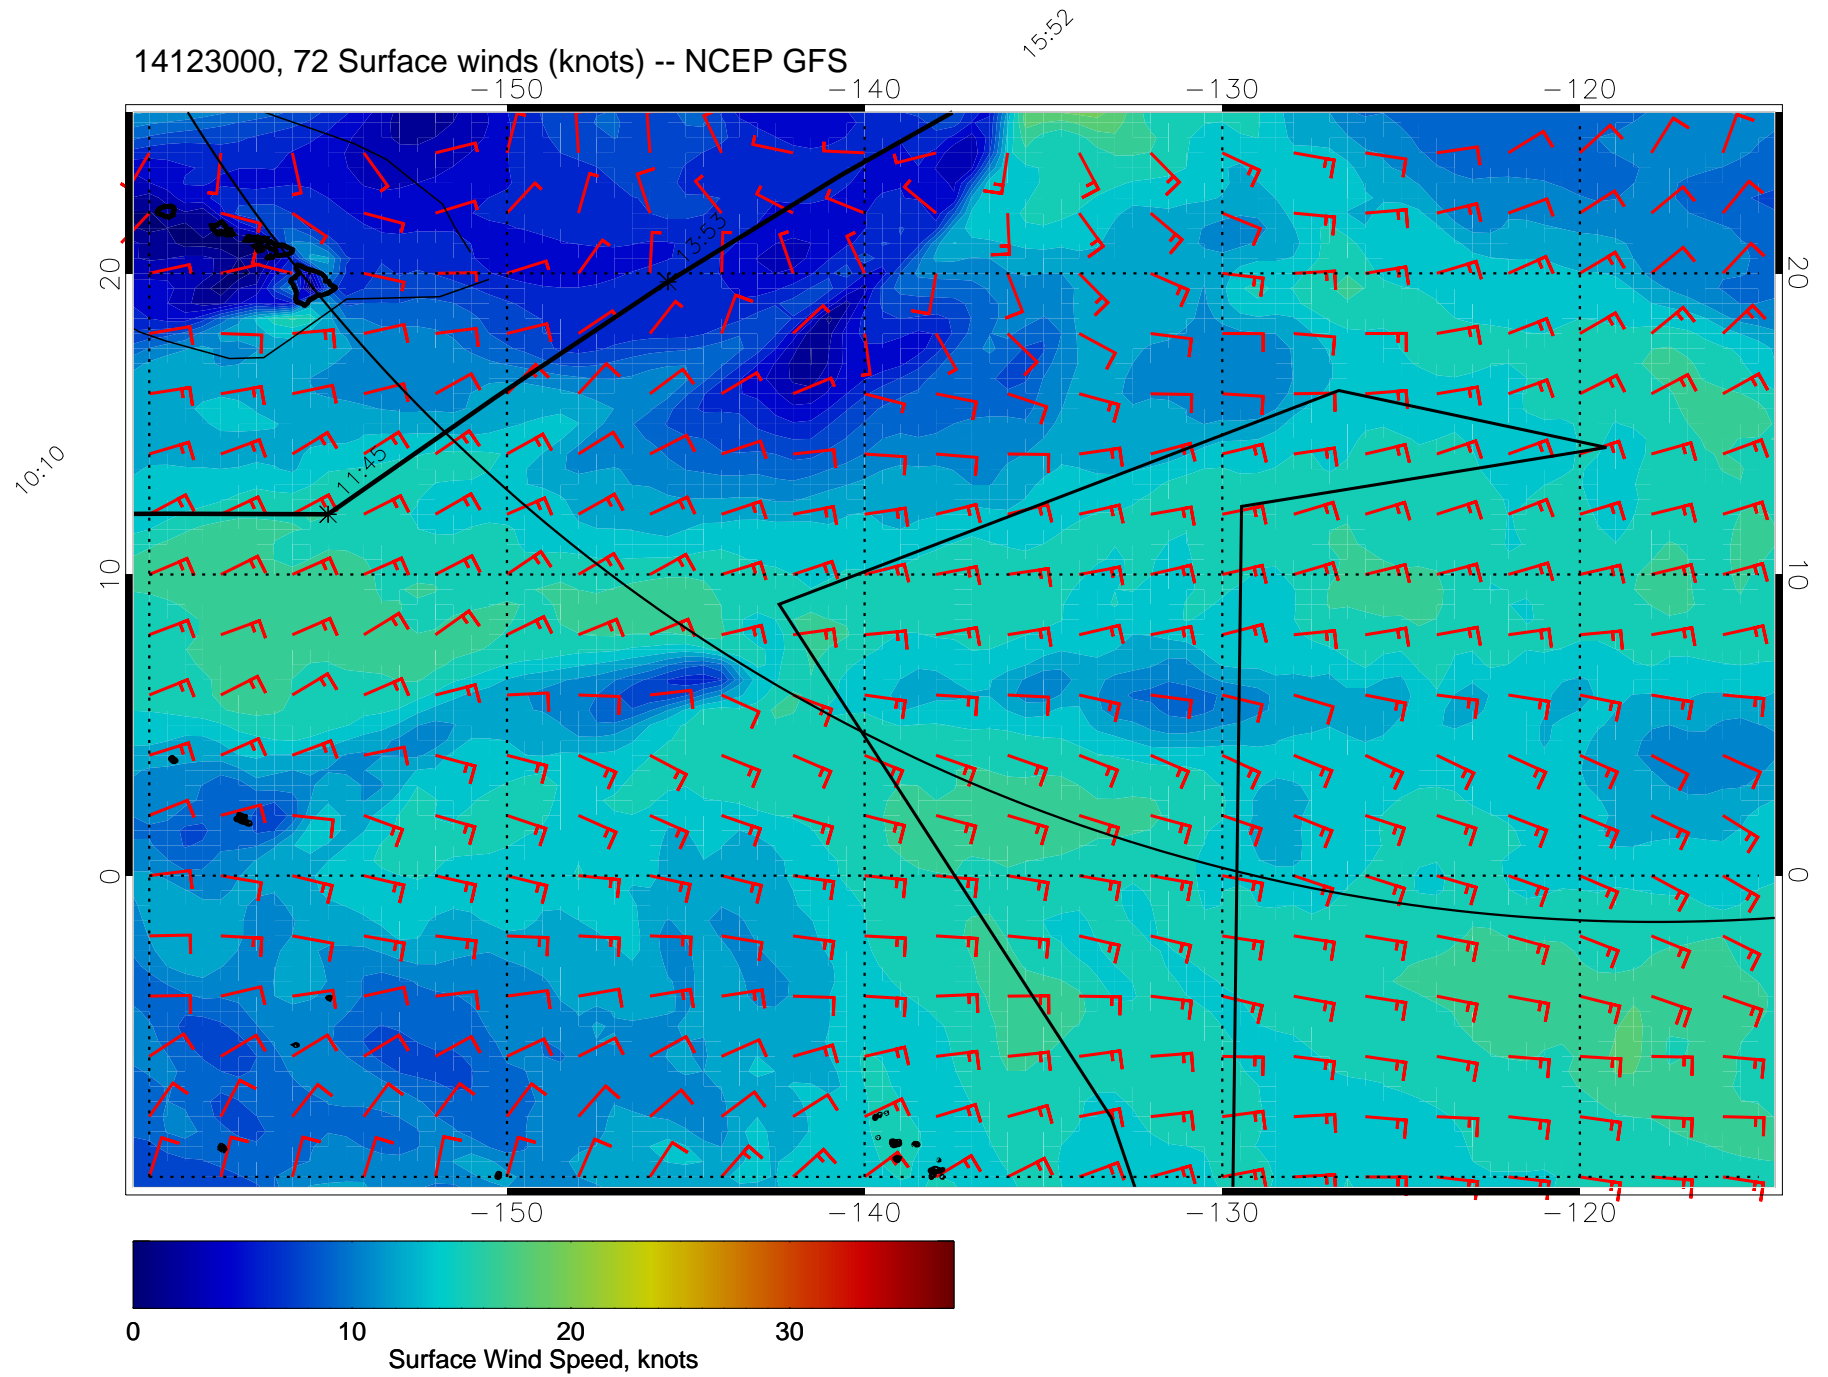 15:52
14123000, 72 Surface winds (knots) -- NCEP GFS
-150 -140 -130 -120
13:53
20 20
11:45
10:10
10 10
0 0
-150 -140 -130 -120
0 10 20 30
Surface Wind Speed, knots